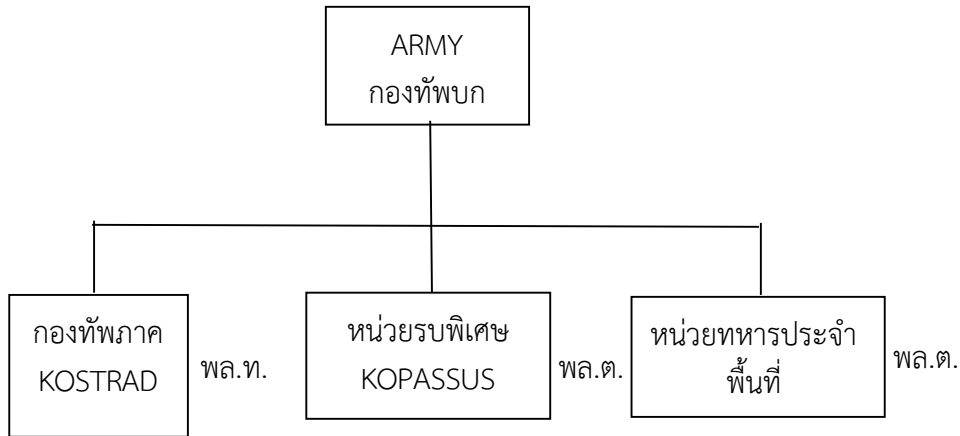 ARMY
กองทัพบก
กองทัพภาค
KOSTRAD
พล.ท.
หน่วยรบพิเศษ
KOPASSUS
พล.ต.
หน่วยทหารประจำ
พื้นที่
พล.ต.